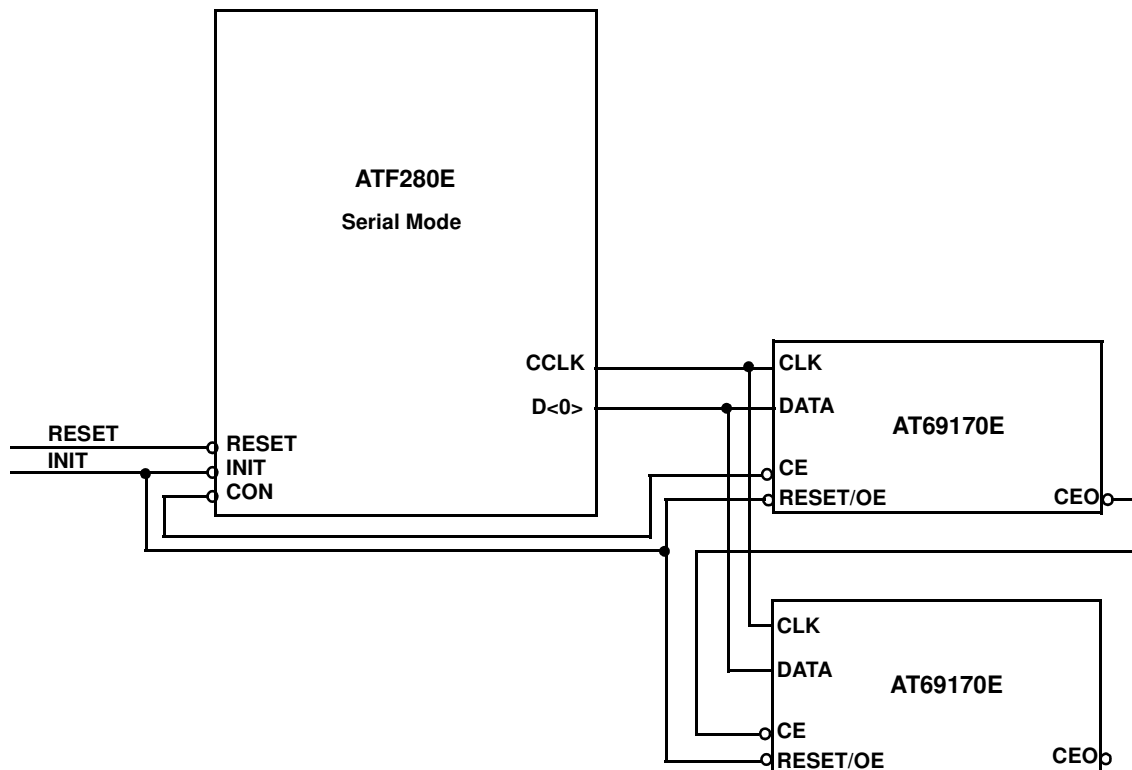 ATF280E
Serial Mode
CCLK
D<0>
RESET
INIT
RESET
INIT
CON
CLK
DATA
AT69170E
CE
RESET/OE
CEO
CLK
DATA
AT69170E
CE
RESET/OE
CEO